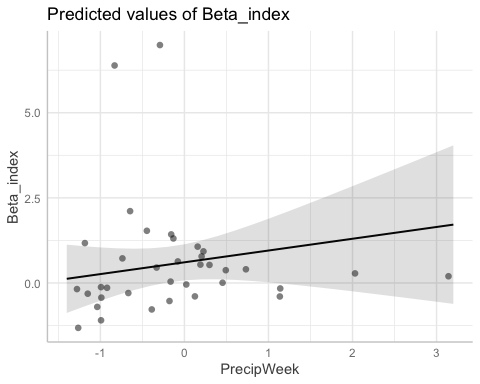 Predicted values of Beta_index
5.0
2.5
0.0
Beta_index
-1
0
1
2
3
PrecipWeek